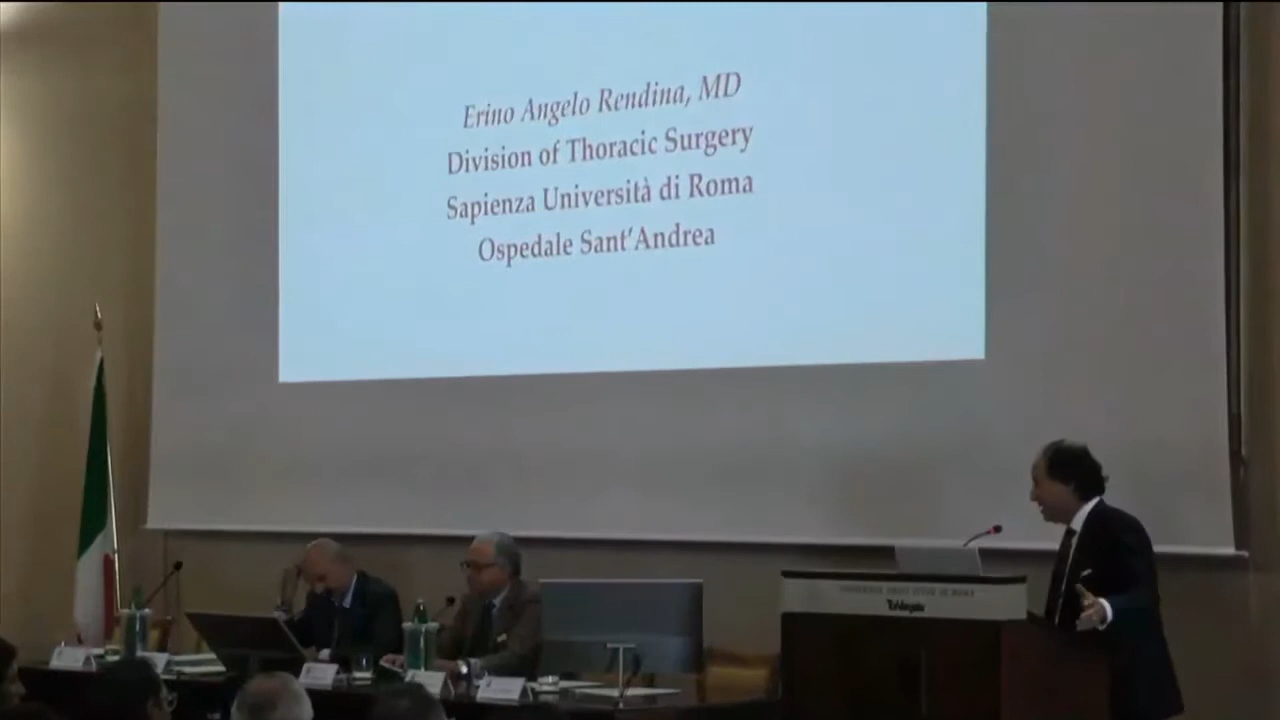 Erino Angelo Rendina, MD
Division of Thoracic Surgery
Sapienza Università di Roma
Ospedale Sant'Andrea